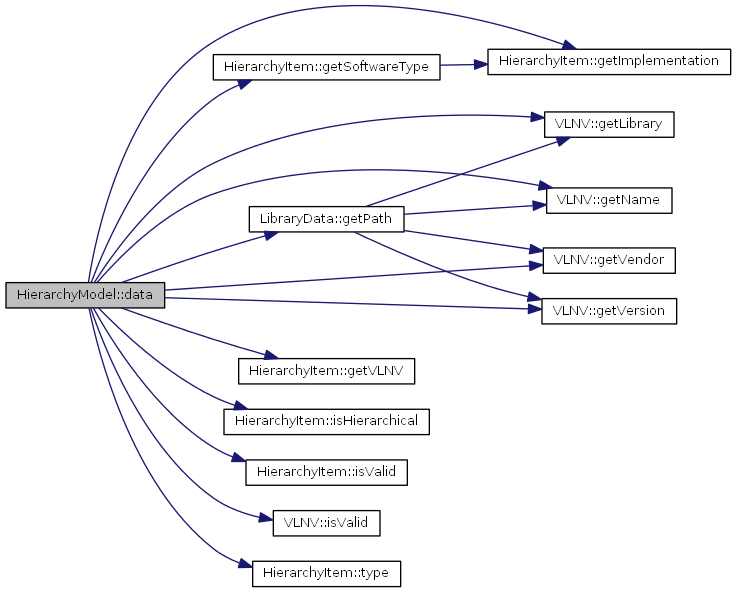 HierarchyItem::getSoftwareType
HierarchyItem::getImplementation
VLNV::getLibrary
VLNV::getName
LibraryData::getPath
VLNV::getVendor
HierarchyModel::data
VLNV::getVersion
HierarchyItem::getVLNV
HierarchyItem::isHierarchical
HierarchyItem::isValid
VLNV::isValid
HierarchyItem::type